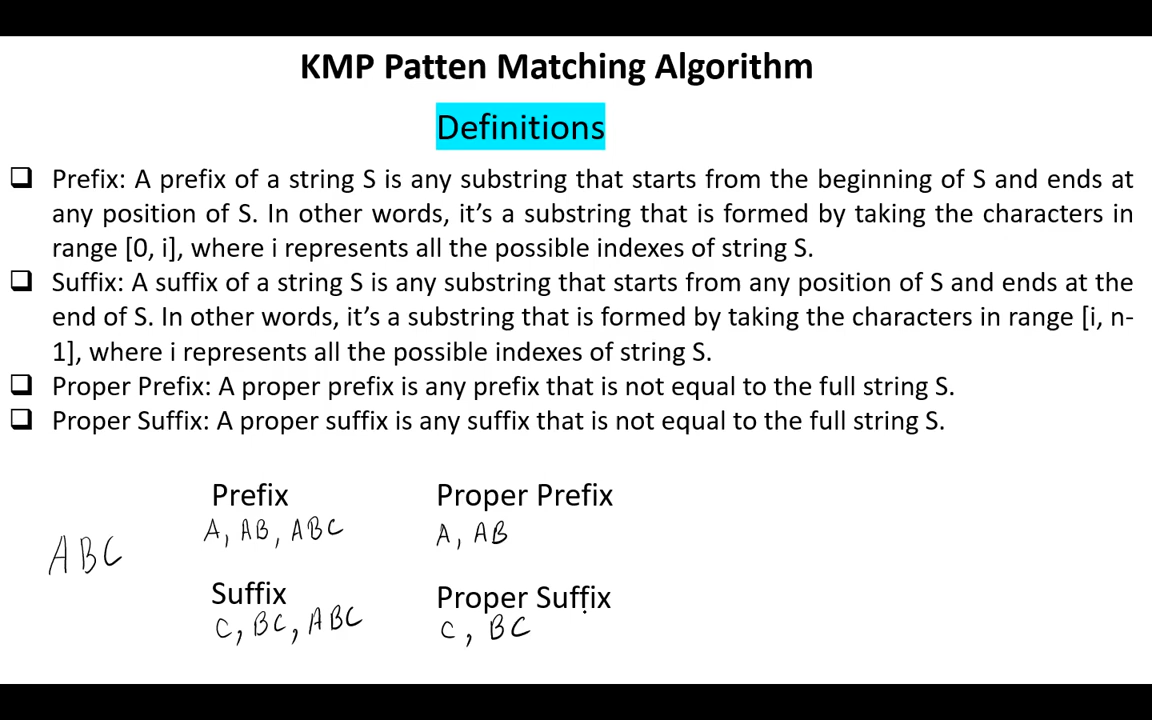 KMP Patten Matching Algorithm
Definitions
❑ Prefix: A prefix of a string S is any substring that starts from the beginning of S and ends at
any position of S. In other words, it’s a substring that is formed by taking the characters in
range [0, i], where i represents all the possible indexes of string S.
❑ Suffix: A suffix of a string S is any substring that starts from any position of S and ends at the
end of S. In other words, it’s a substring that is formed by taking the characters in range [i, n-
1], where i represents all the possible indexes of string S.
❑ Proper Prefix: A proper prefix is any prefix that is not equal to the full string S.
❑ Proper Suffix: A proper suffix is any suffix that is not equal to the full string S.
Prefix Proper Prefix
A, AB, ABC A, AB
ABC
Suffix Proper Suffix
C, BC, ABC C, BC